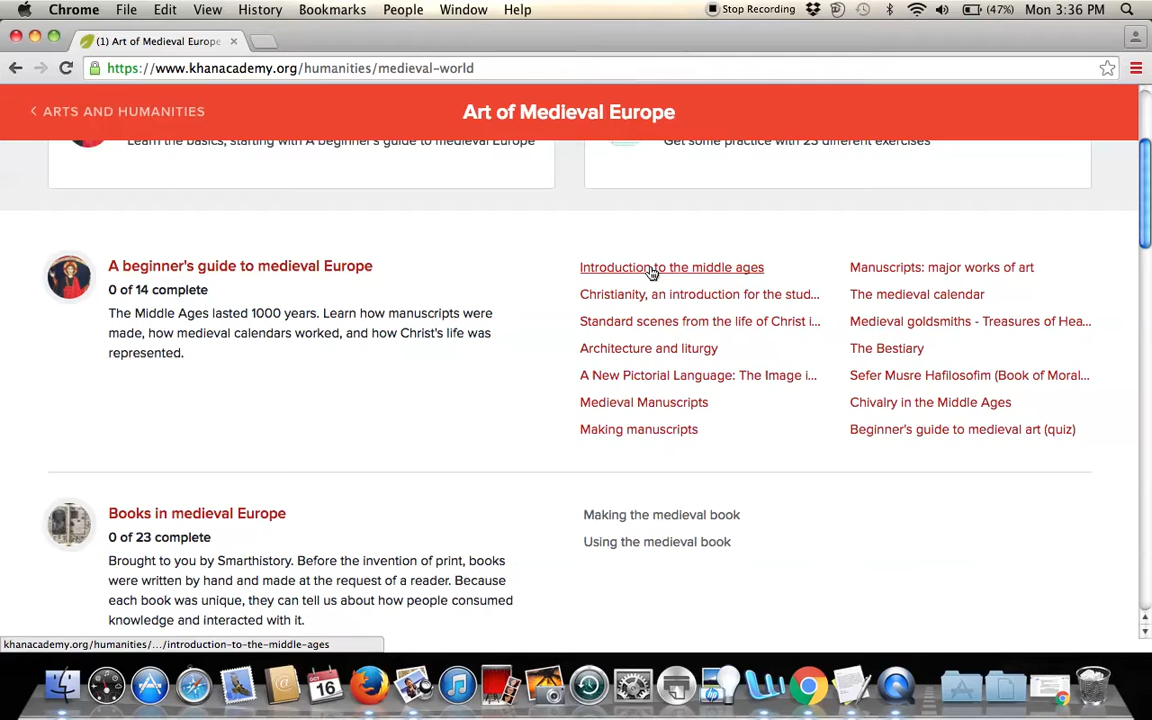 Chrome File Edit View History Bookmarks People Window Help Stop Recording (47%) Mon 3:36 PM
(1) Art of Medieval Europe
https://www.khanacademy.org/humanities/medieval-world
ARTS AND HUMANITIES
Art of Medieval Europe
Learn the basics, starting with A beginner's guide to medieval Europe
Get some practice with 23 different exercises
A beginner's guide to medieval Europe
0 of 14 complete
The Middle Ages lasted 1000 years. Learn how manuscripts were
made, how medieval calendars worked, and how Christ's life was
represented.
Introduction to the middle ages
Christianity, an introduction for the stud...
Standard scenes from the life of Christ i...
Architecture and liturgy
A New Pictorial Language: The Image i...
Medieval Manuscripts
Making manuscripts
Manuscripts: major works of art
The medieval calendar
Medieval goldsmiths - Treasures of Hea...
The Bestiary
Sefer Musre Hafilosofim (Book of Moral...
Chivalry in the Middle Ages
Beginner's guide to medieval art (quiz)
Books in medieval Europe
0 of 23 complete
Brought to you by Smarthistory. Before the invention of print, books
were written by hand and made at the request of a reader. Because
each book was unique, they can tell us about how people consumed
knowledge and interacted with it.
Making the medieval book
Using the medieval book
khanacademy.org/humanities/.../introduction-to-the-middle-ages
OCT
16